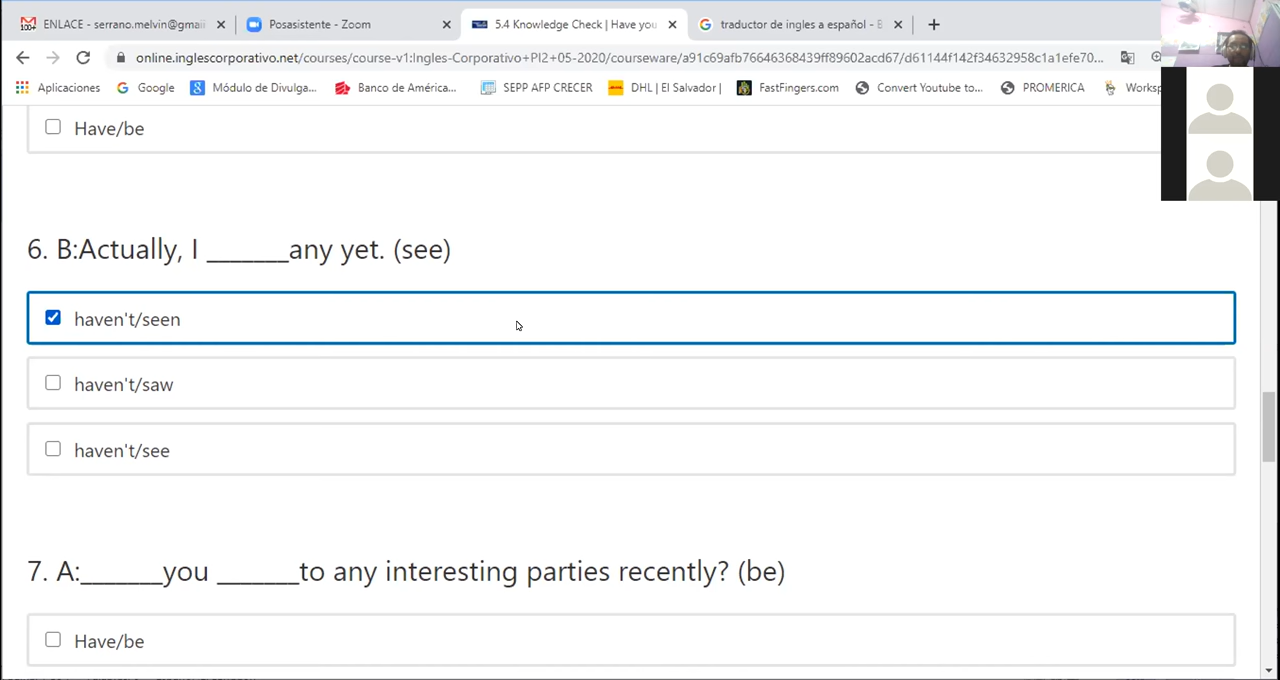 ENLACE - serrano.melvin@gmai
Posasistente - Zoom
5.4 Knowledge Check | Have you
traductor de ingles a español - B
online.inglescorporativo.net/courses/course-v1:Ingles-Corporativo+PI2+05-2020/courseware/a91c69afb76646368439ff89602acd67/d61144f142f34632958c1a1efe70...
Aplicaciones
Google
Módulo de Divulga...
Banco de América...
SEPP AFP CRECER
DHL | El Salvador |
FastFingers.com
Convert Youtube to...
PROMERICA
Worksp
Have/be
6. B:Actually, I _______any yet. (see)
haven't/seen
haven't/saw
haven't/see
7. A:_______you _______to any interesting parties recently? (be)
Have/be